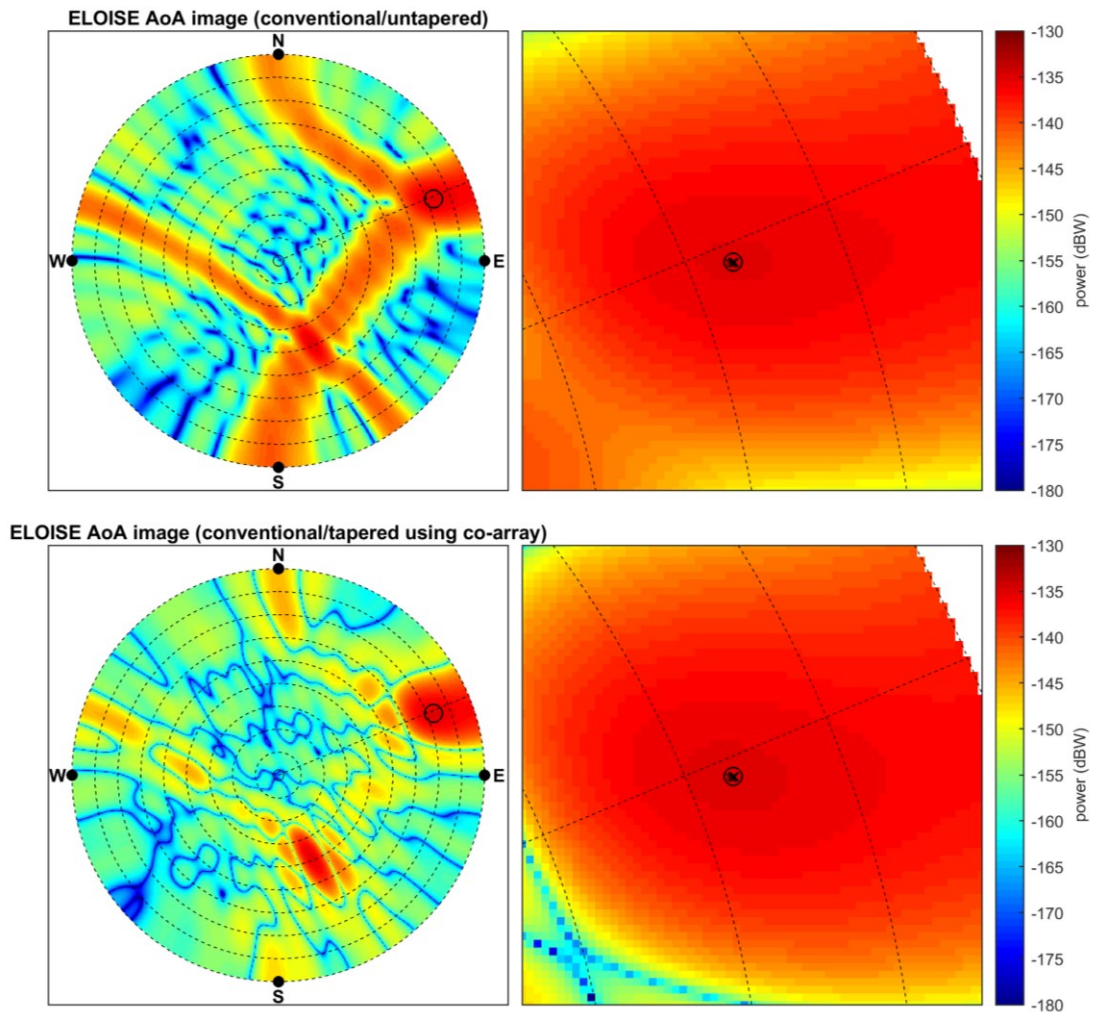 ELOISE AoA image (conventional/untapered)
N
W
E
S
-130
-135
-140
-145
-150
-155
-160
-165
-170
-175
-180
power (dBW)
ELOISE AoA image (conventional/tapered using co-array)
N
W
E
S
-130
-135
-140
-145
-150
-155
-160
-165
-170
-175
-180
power (dBW)